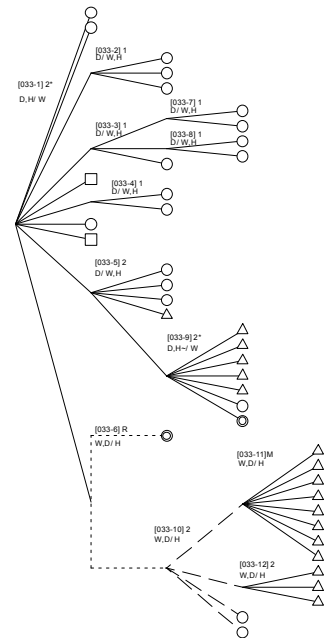 [033-2] 1
D/ W,H
[033-1] 2*
D,H/ W
[033-7] 1
D/ W,H
[033-3] 1
D/ W,H
[033-8] 1
D/ W,H
[033-4] 1
D/ W,H
[033-5] 2
D/ W,H
[033-9] 2*
D,H~/ W
[033-6] R
W,D/ H
[033-11]M
W,D/ H
[033-10] 2
W,D/ H
[033-12] 2
W,D/ H